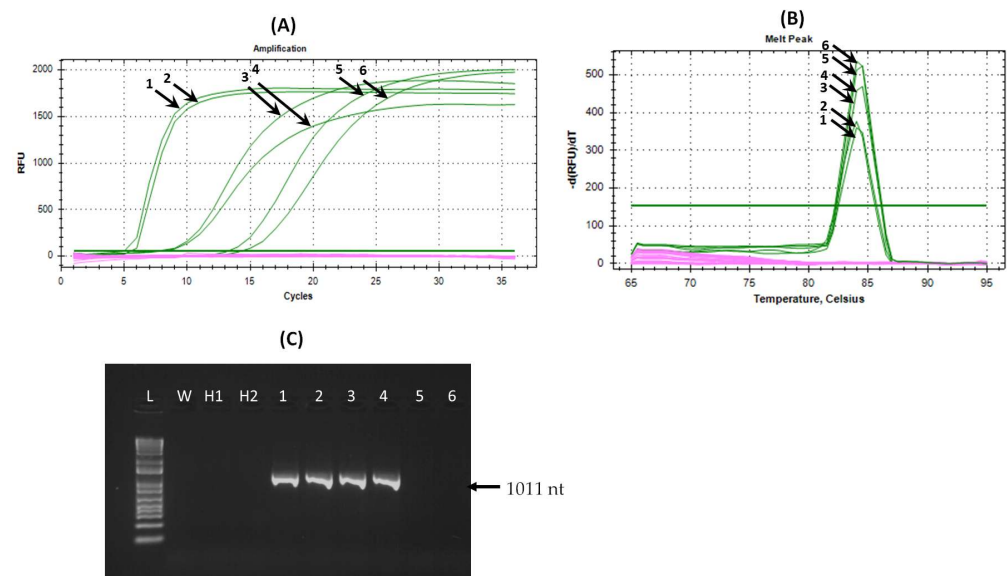 (A)
Amplification
1 2 3 4 5 6
RFU
2000
1500
1000
500
0
0 5 10 15 20 25 30 35
Cycles
(B)
Melt Peak
6
5
4
3
2
1
-d(RFU)/dT
500
400
300
200
100
0
65 70 75 80 85 90 95
Temperature, Celsius
(C)
L W H1 H2 1 2 3 4 5 6
1011 nt